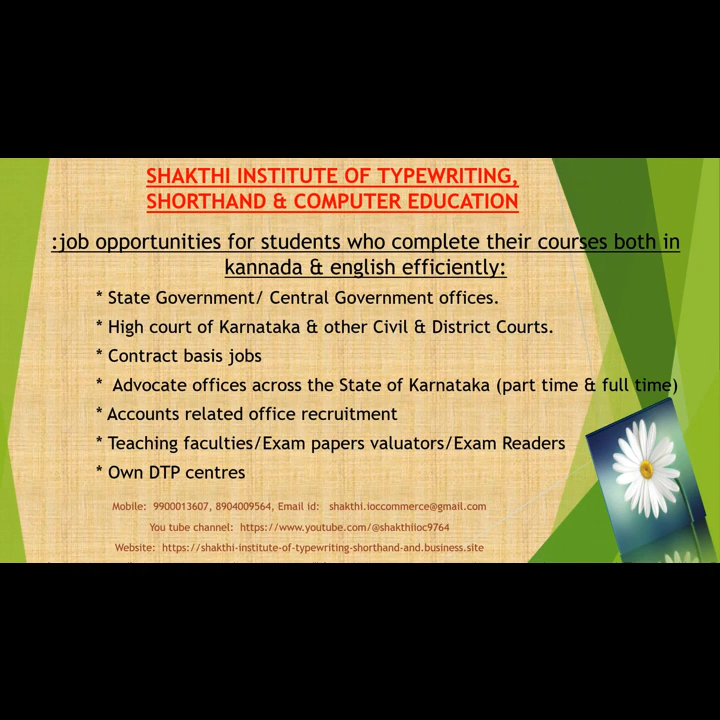 SHAKTHI INSTITUTE OF TYPEWRITING,
SHORTHAND & COMPUTER EDUCATION
:job opportunities for students who complete their courses both in
kannada & english efficiently:
* State Government/ Central Government offices.
* High court of Karnataka & other Civil & District Courts.
* Contract basis jobs
* Advocate offices across the State of Karnataka (part time & full time)
* Accounts related office recruitment
* Teaching faculties/Exam papers valuators/Exam Readers
* Own DTP centres
Mobile: 9900013607, 8904009564, Email id: shakthi.ioccommerce@gmail.com
You tube channel: https://www.youtube.com/@shakthiioc9764
Website: https://shakthi-institute-of-typewriting-shorthand-and.business.site